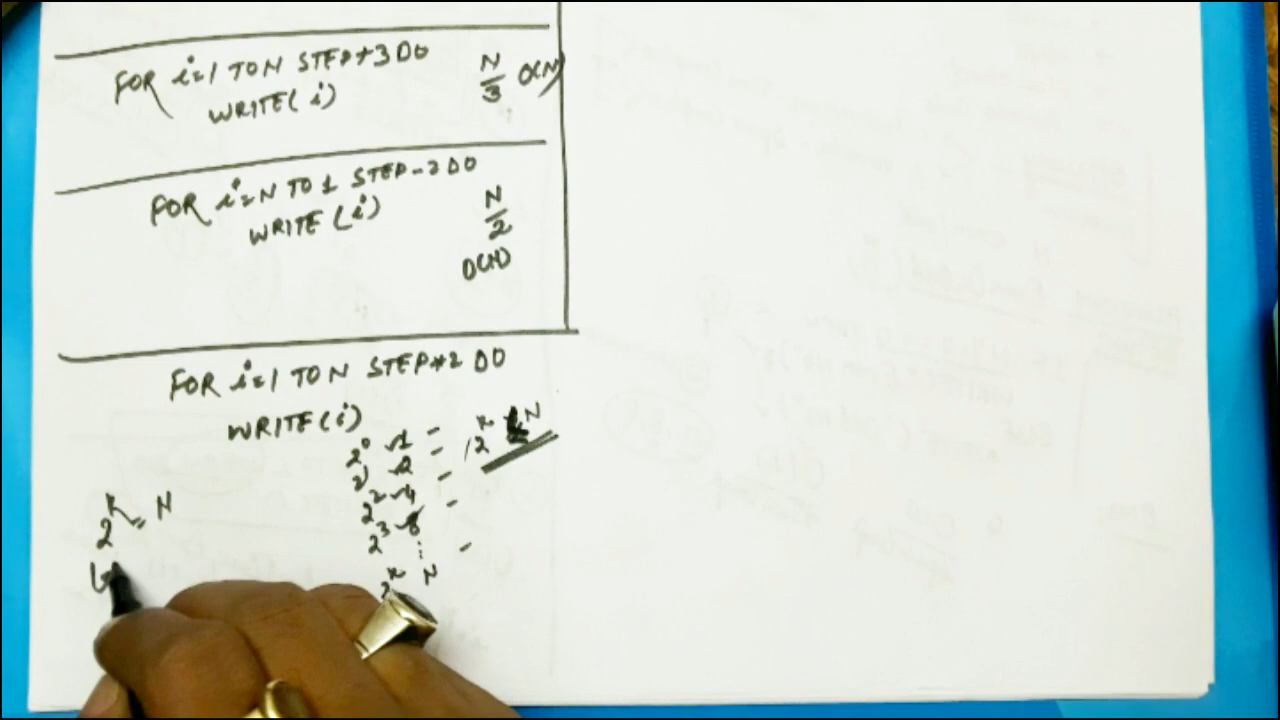 FOR i=1 TO N STEP+3 DO
WRITE(i)
N/3 O(N)
FOR i=N TO 1 STEP-2 DO
WRITE(i)
N/2
O(N)
FOR i=1 TO N STEP*2 DO
WRITE(i)
2^0 1 -
2^1 2 -
2^2 4 -
2^3 8 -
⋮ -
2^K N
2^K N
2^K = N